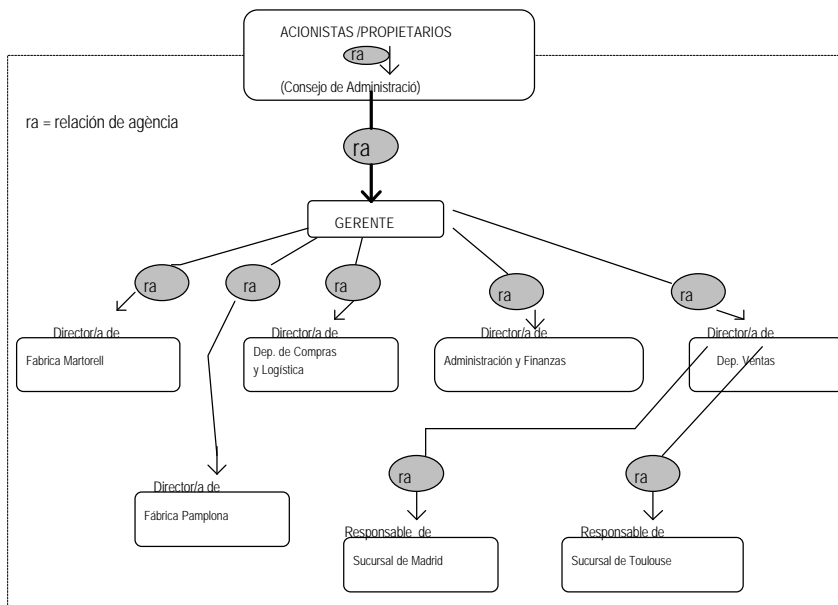 ACIONISTAS /PROPIETARIOS
ra
(Consejo de Administració)
ra = relación de agència
ra
GERENTE
ra
ra
ra
ra
ra
Director/a de
Fabrica Martorell
Director/a de
Dep. de Compras
y Logística
Director/a de
Administración y Finanzas
Director/a de
Dep. Ventas
ra
ra
Director/a de
Fábrica Pamplona
Responsable de
Sucursal de Madrid
Responsable de
Sucursal de Toulouse